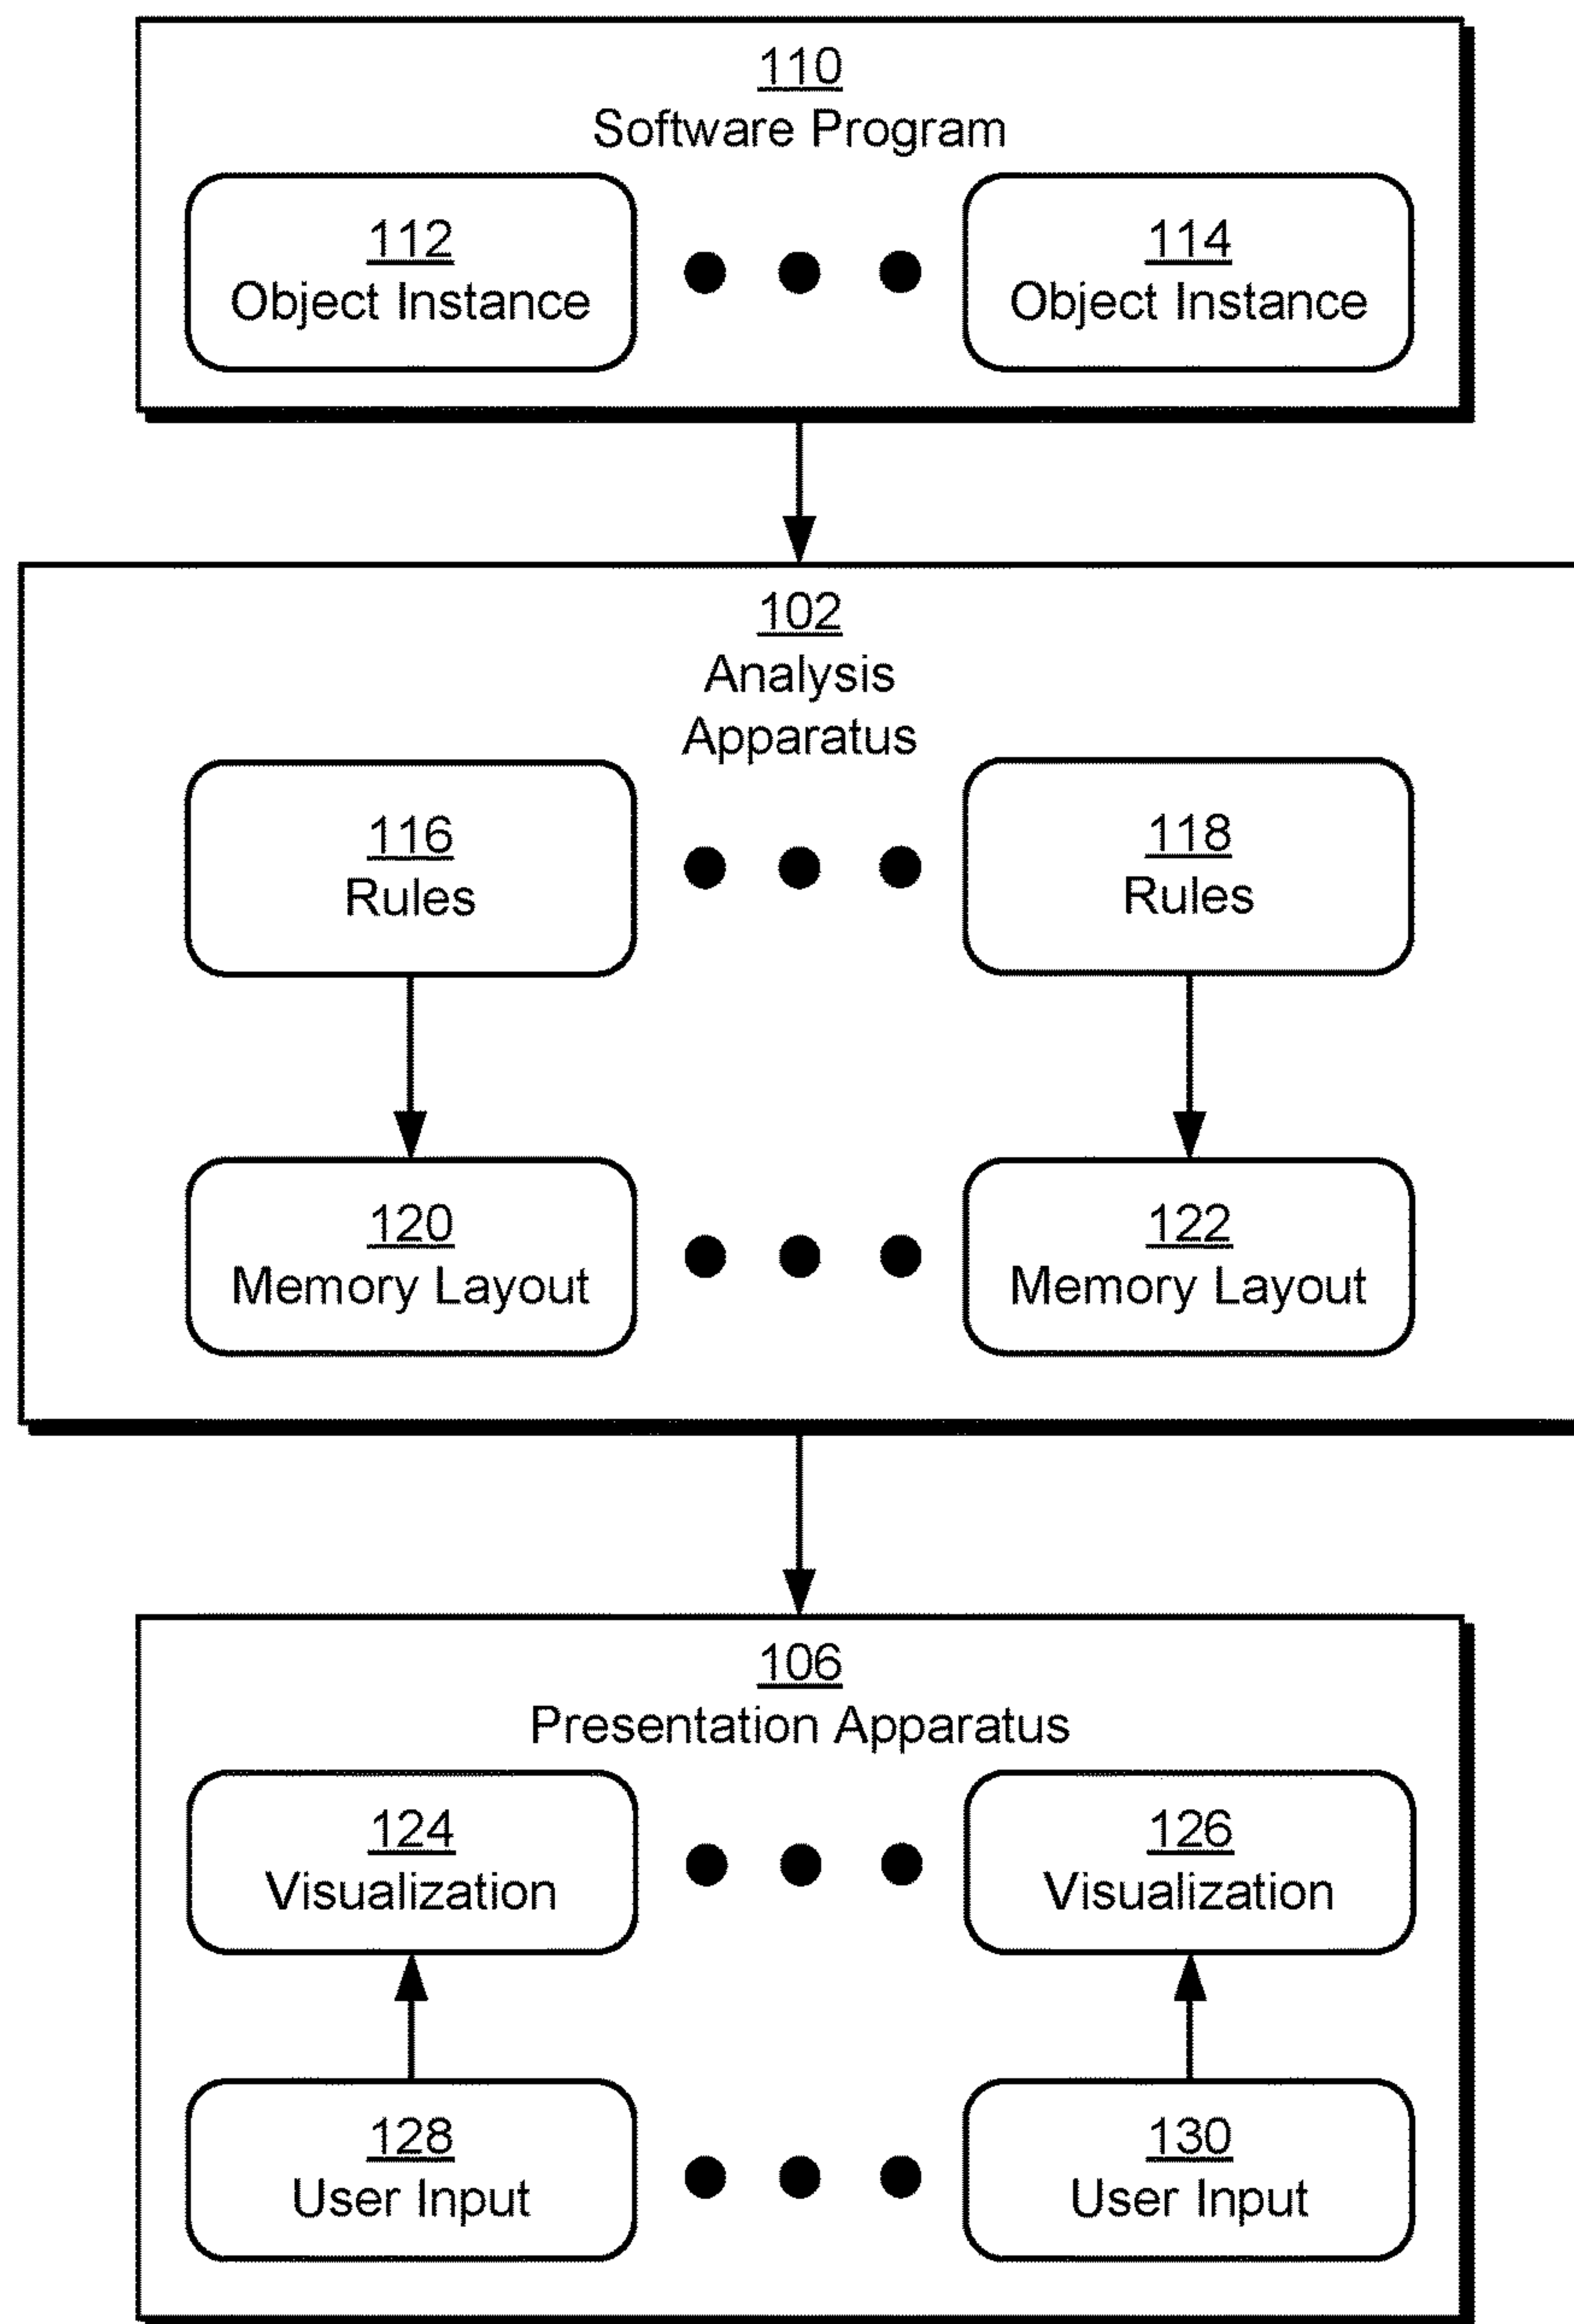 110
Software Program
112
Object Instance
114
Object Instance
102
Analysis
Apparatus
116
Rules
118
Rules
120
Memory Layout
122
Memory Layout
106
Presentation Apparatus
124
Visualization
126
Visualization
128
User Input
130
User Input